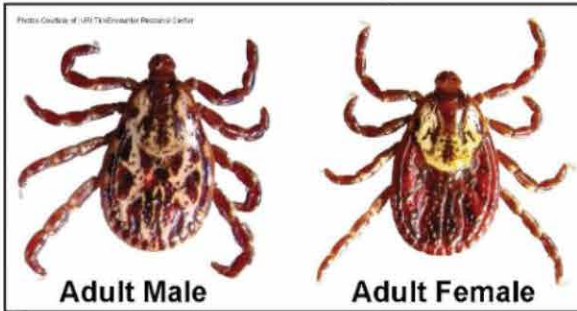 Photos Courtesy of URI TickEncounter Resource Center
Adult Male
Adult Female